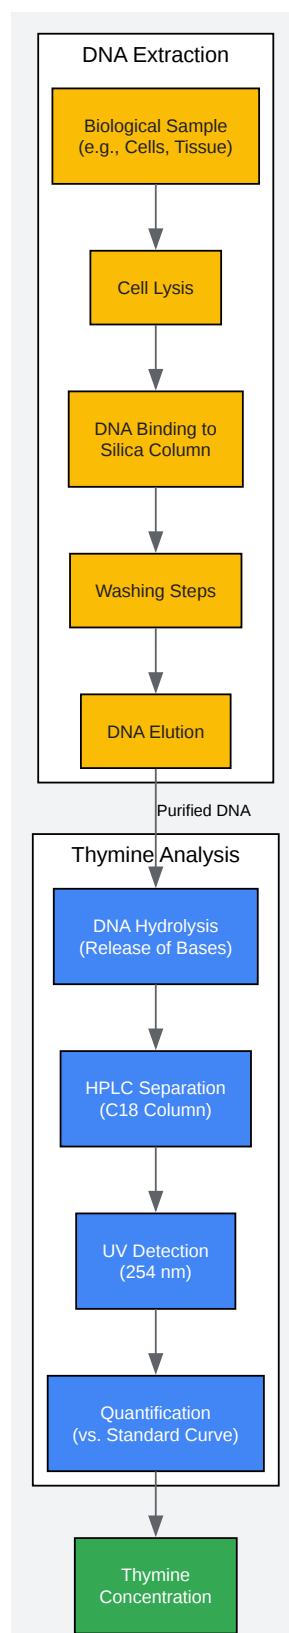 DNA Extraction
Biological Sample
(e.g., Cells, Tissue)
Cell Lysis
DNA Binding to
Silica Column
Washing Steps
DNA Elution
Purified DNA
Thymine Analysis
DNA Hydrolysis
(Release of Bases)
HPLC Separation
(C18 Column)
UV Detection
(254 nm)
Quantification
(vs. Standard Curve)
Thymine
Concentration